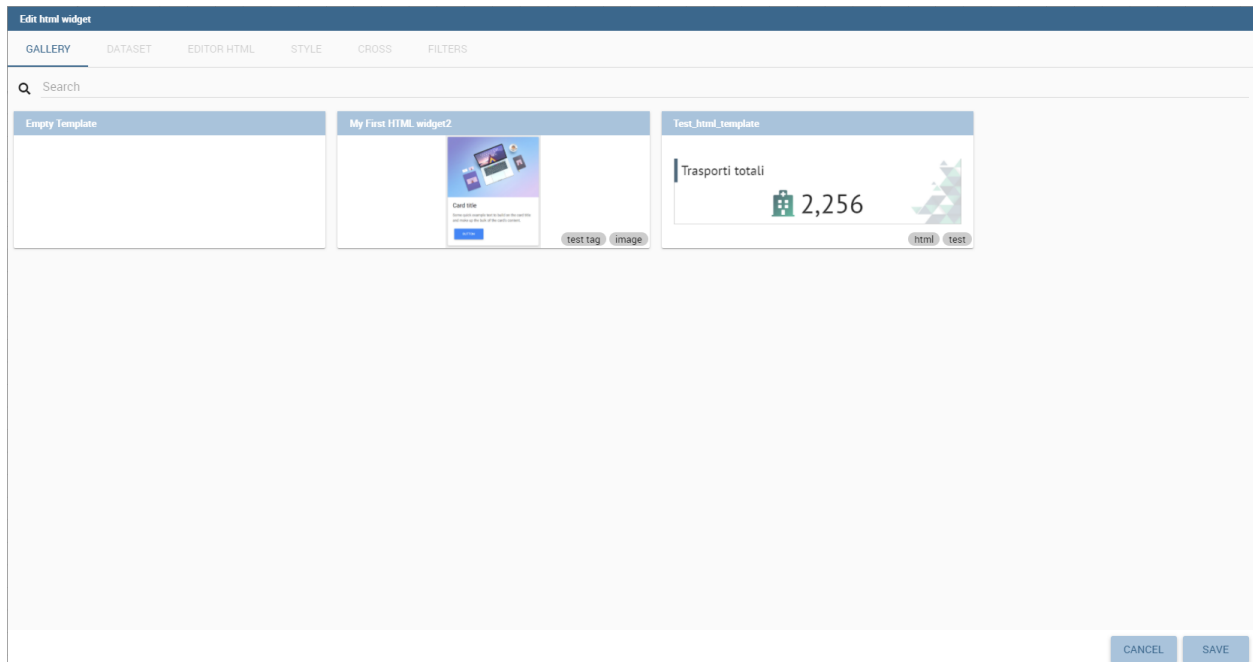 Edit html widget
GALLERY DATASET EDITOR HTML STYLE CROSS FILTERS
Search
Empty Template
My First HTML widget2
Card title
test tag image
Test_html_template
Trasporti totali
2,256
html test
CANCEL SAVE